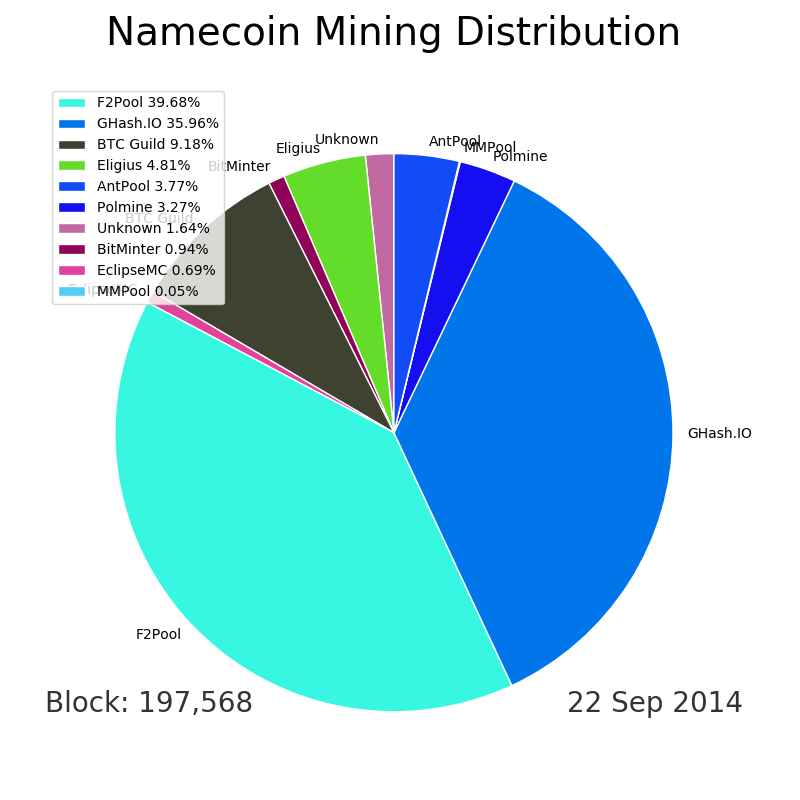 Namecoin Mining Distribution
F2Pool 39.68%
GHash.IO 35.96%
BTC Guild 9.18%
Eligius 4.81%
AntPool 3.77%
Polmine 3.27%
Unknown 1.64%
BitMinter 0.94%
EclipseMC 0.69%
MMPool 0.05%
Unknown
AntPool
MMPool
Polmine
Eligius
BitMinter
BTC Guild
EclipseMC
GHash.IO
F2Pool
Block: 197,568
22 Sep 2014